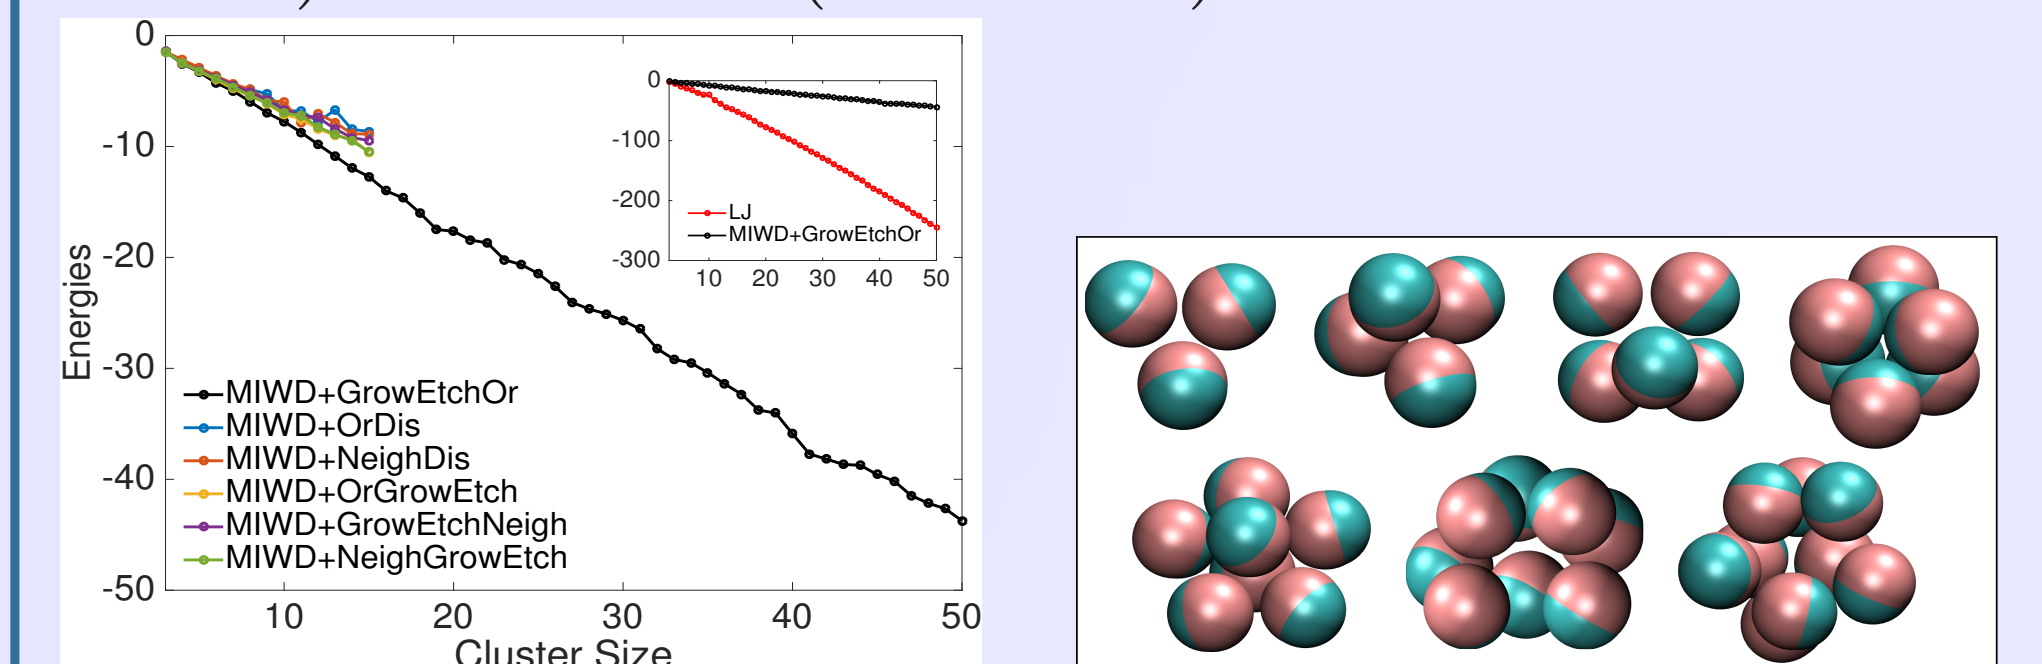 ) (
)
0
-10
-20
-30
-40
-50
10 20 30 40 50
Energies
Cluster Size
MIWD+GrowEtchOr
MIWD+OrDis
MIWD+NeighDis
MIWD+OrGrowEtch
MIWD+GrowEtchNeigh
MIWD+NeighGrowEtch
0
-100
-200
-300
10 20 30 40 50
LJ
MIWD+GrowEtchOr